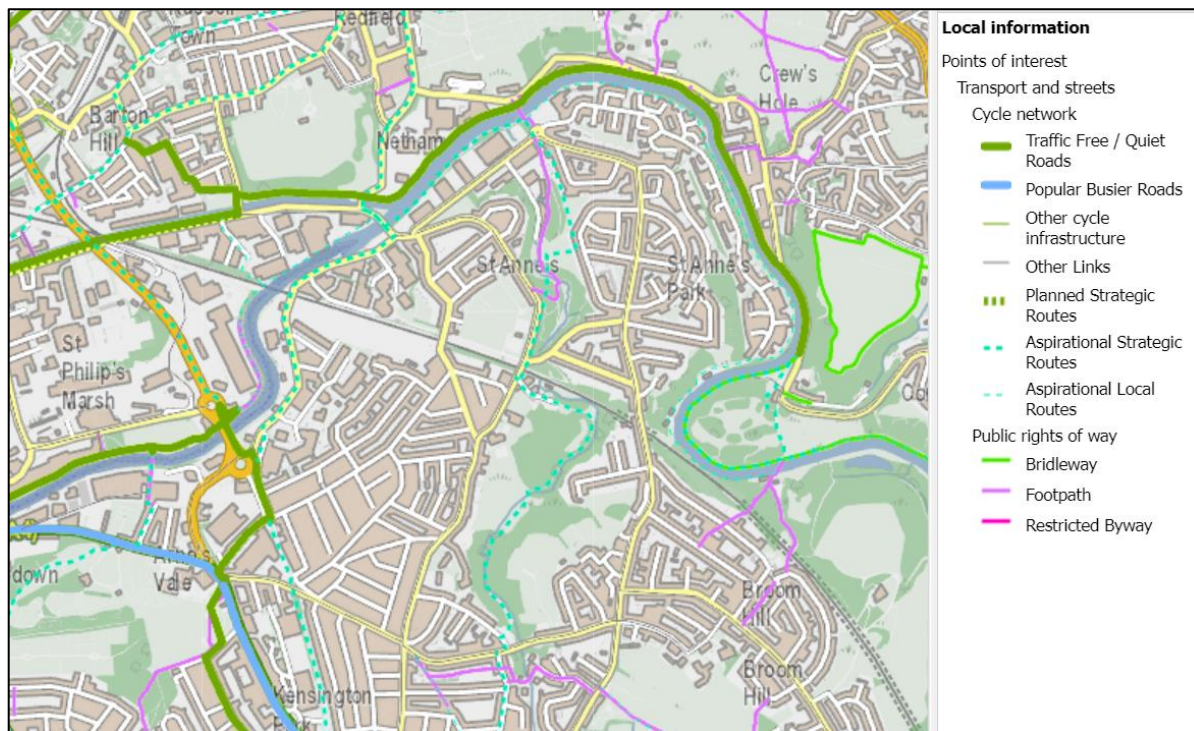 Redfield
Town
Barton
Hill
Netham
Crew's
Hole
St Anne's
St Anne's
Park
St
Philip's
Marsh
Arno's
Vale
down
Broom
Hill
Broom
Hill
Kensington
Park
Local information
Points of interest
Transport and streets
Cycle network
Traffic Free / Quiet
Roads
Popular Busier Roads
Other cycle
infrastructure
Other Links
Planned Strategic
Routes
Aspirational Strategic
Routes
Aspirational Local
Routes
Public rights of way
Bridleway
Footpath
Restricted Byway